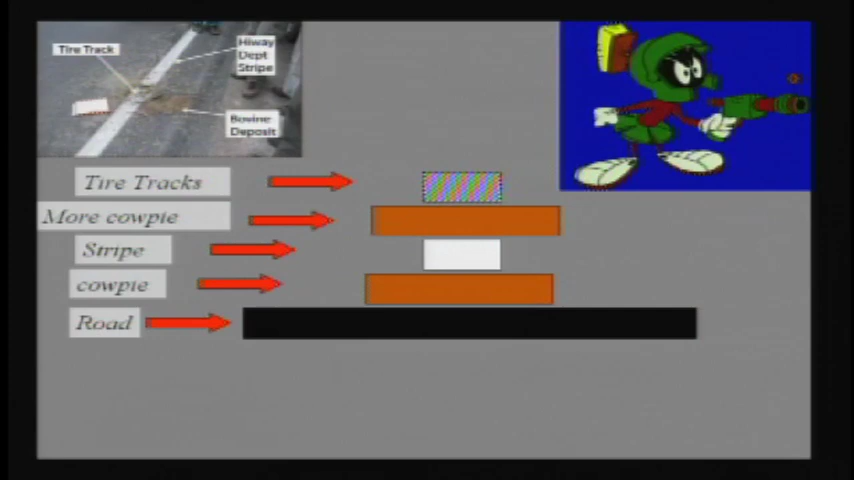 Tire Track
Hiway
Dept
Stripe
Bovine
Deposit
Tire Tracks
More cowpie
Stripe
cowpie
Road